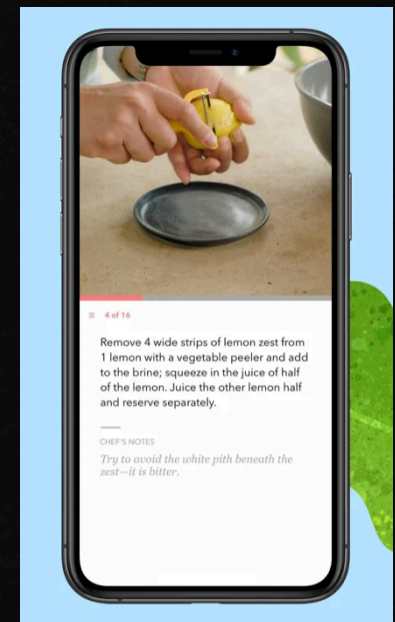 4 of 16
Remove 4 wide strips of lemon zest from
1 lemon with a vegetable peeler and add
to the brine; squeeze in the juice of half
of the lemon. Juice the other lemon half
and reserve separately.
CHEF'S NOTES
Try to avoid the white pith beneath the
zest—it is bitter.